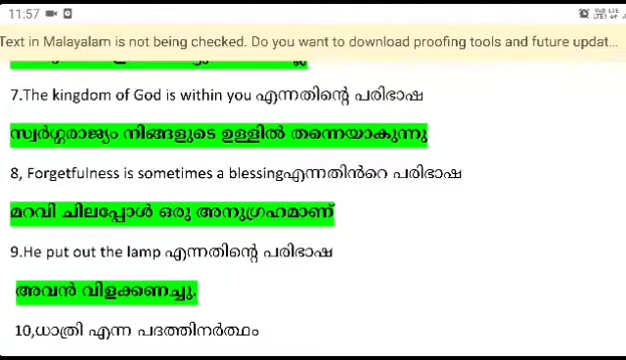 11:57
Text in Malayalam is not being checked. Do you want to download proofing tools and future updat...
7.The kingdom of God is within you എന്നതിന്റെ പരിഭാഷ
സ്വർഗ്ഗരാജ്യം നിങ്ങളുടെ ഉള്ളിൽ തന്നെയാകുന്നു
8, Forgetfulness is sometimes a blessingഎന്നതിൻറെ പരിഭാഷ
മറവി ചിലപ്പോൾ ഒരു അനുഗ്രഹമാണ്
9.He put out the lamp എന്നതിന്റെ പരിഭാഷ
അവൻ വിളക്കണച്ചു.
10,ധാത്രി എന്ന പദത്തിനർത്ഥം